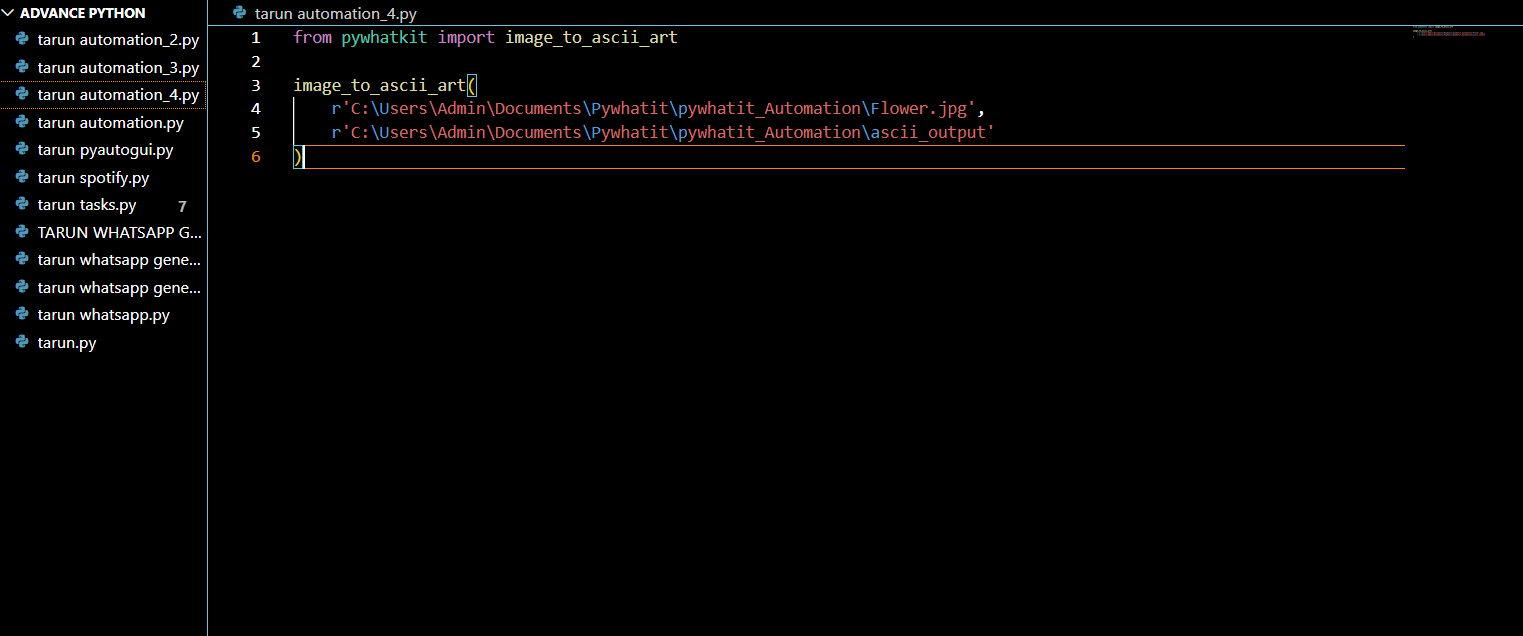 ADVANCE PYTHON
tarun automation_2.py
tarun automation_3.py
tarun automation_4.py
tarun automation.py
tarun pyautogui.py
tarun spotify.py
tarun tasks.py 7
TARUN WHATSAPP G...
tarun whatsapp gene...
tarun whatsapp gene...
tarun whatsapp.py
tarun.py
tarun automation_4.py
1 from pywhatkit import image_to_ascii_art
2
3 image_to_ascii_art(
4 r'C:\Users\Admin\Documents\Pywhatit\pywhatit_Automation\Flower.jpg',
5 r'C:\Users\Admin\Documents\Pywhatit\pywhatit_Automation\ascii_output'
6 )